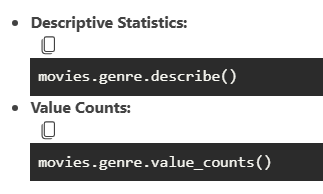 Descriptive Statistics:
movies.genre.describe()
Value Counts:
movies.genre.value_counts()